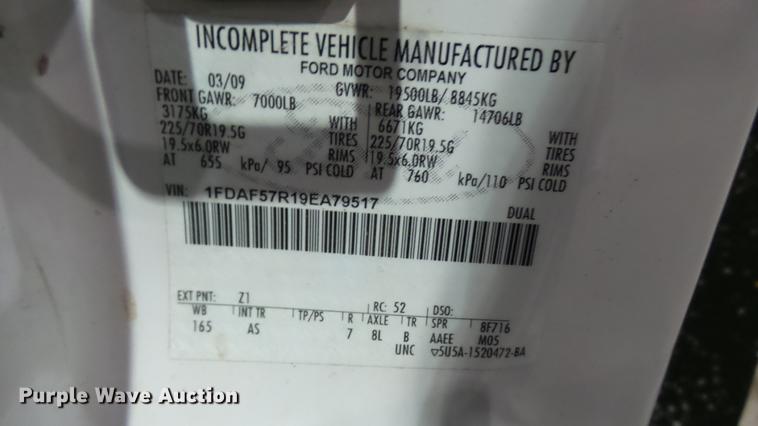 INCOMPLETE VEHICLE MANUFACTURED BY
FORD MOTOR COMPANY
DATE: 03/09 GVWR: 19500LB/ 8845KG
FRONT GAWR: 7000LB REAR GAWR: 14706LB
3175KG WITH 6671KG WITH
225/70R19.5G TIRES 225/70R19.5G TIRES
19.5x6.0RW RIMS 19.5x6.0RW RIMS
AT 655 kPa/ 95 PSI COLD AT 760 kPa/110 PSI COLD
VIN: 1FDAF57R19EA79517 DUAL
EXT PNT: Z1 RC: 52 DSO:
WB INT TR TP/PS R AXLE TR SPR 8F716
165 AS 7 8L B AAEE M05
UNC 5U5A-1520472-BA
Purple Wave Auction